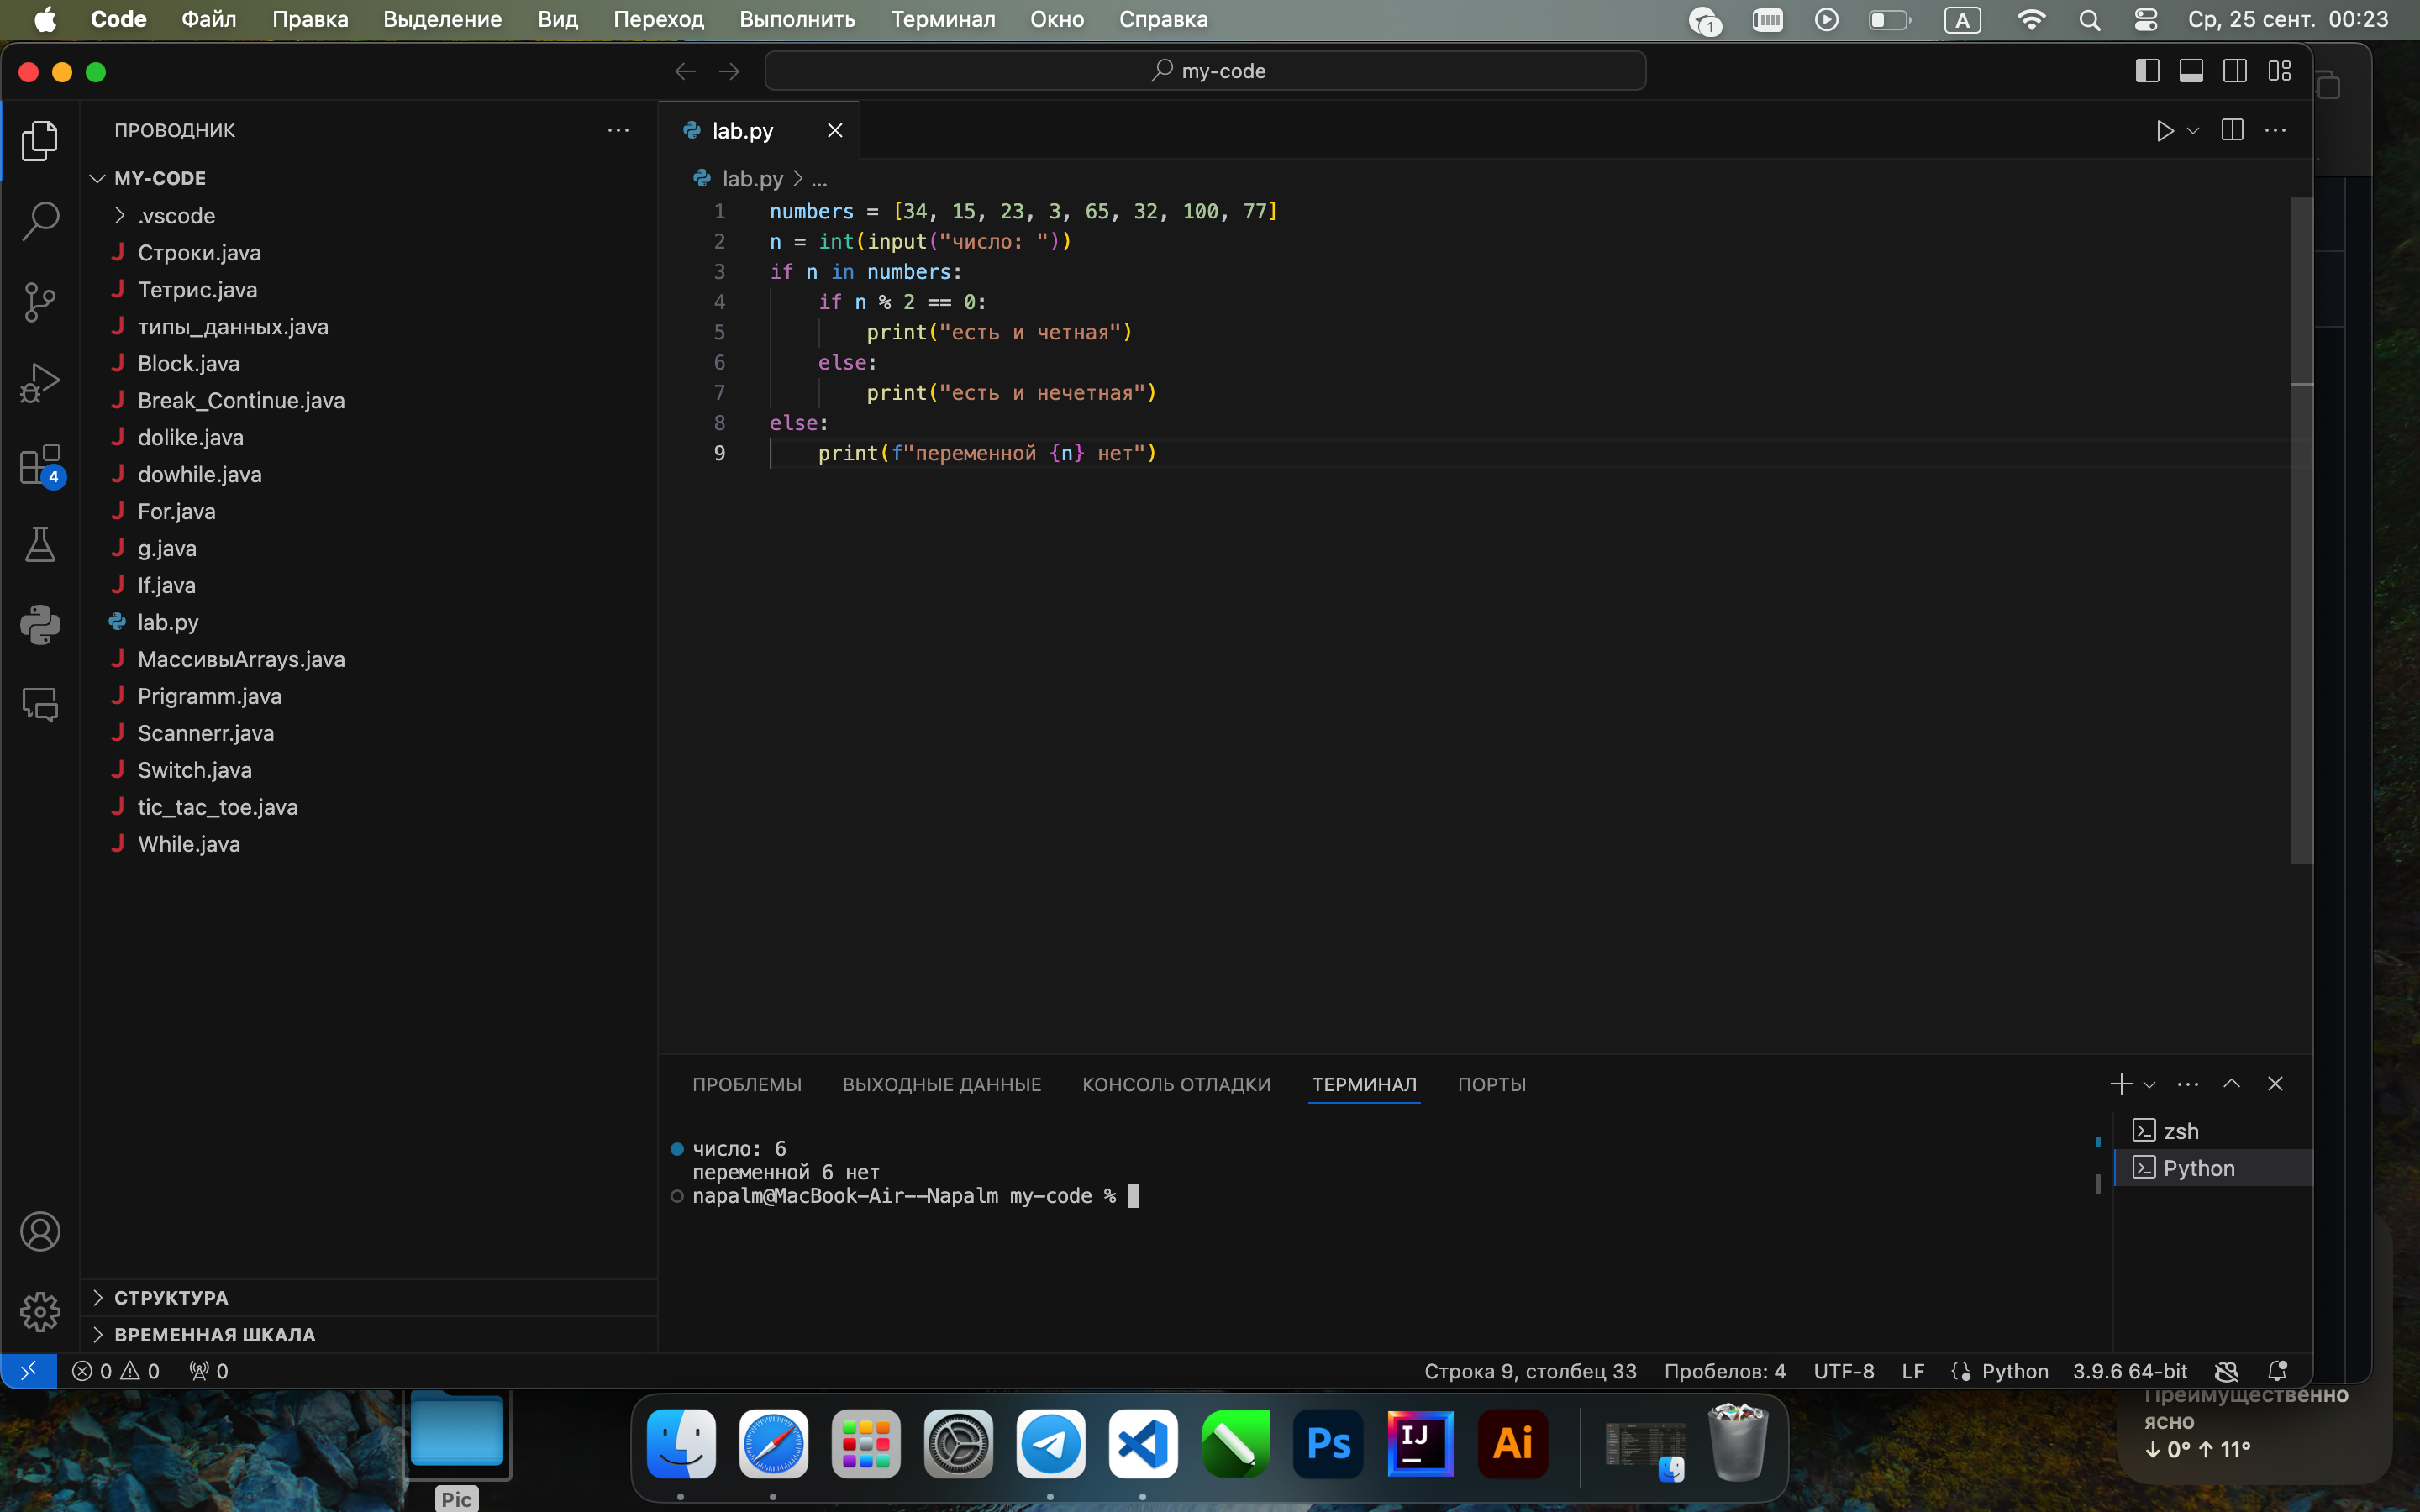 Code Файл Правка Выделение Вид Переход Выполнить Терминал Окно Справка 1 A Ср, 25 сент. 00:23
my-code
ПРОВОДНИК
MY-CODE
.vscode
J Строки.java
J Тетрис.java
J типы_данных.java
J Block.java
J Break_Continue.java
J dolike.java
J dowhile.java
J For.java
J g.java
J If.java
lab.py
J МассивыArrays.java
J Prigramm.java
J Scannerr.java
J Switch.java
J tic_tac_toe.java
J While.java
4
СТРУКТУРА
ВРЕМЕННАЯ ШКАЛА
lab.py
lab.py > ...
1 numbers = [34, 15, 23, 3, 65, 32, 100, 77]
2 n = int(input("число: "))
3 if n in numbers:
4     if n % 2 == 0:
5         print("есть и четная")
6     else:
7         print("есть и нечетная")
8 else:
9     print(f"переменной {n} нет")
ПРОБЛЕМЫ ВЫХОДНЫЕ ДАННЫЕ КОНСОЛЬ ОТЛАДКИ ТЕРМИНАЛ ПОРТЫ
число: 6
переменной 6 нет
napalm@MacBook-Air--Napalm my-code %
zsh
Python
0 0 0 Строка 9, столбец 33 Пробелов: 4 UTF-8 LF Python 3.9.6 64-bit
Преимущественно
ясно
↓ 0° ↑ 11°
Ps IJ Ai
Pic